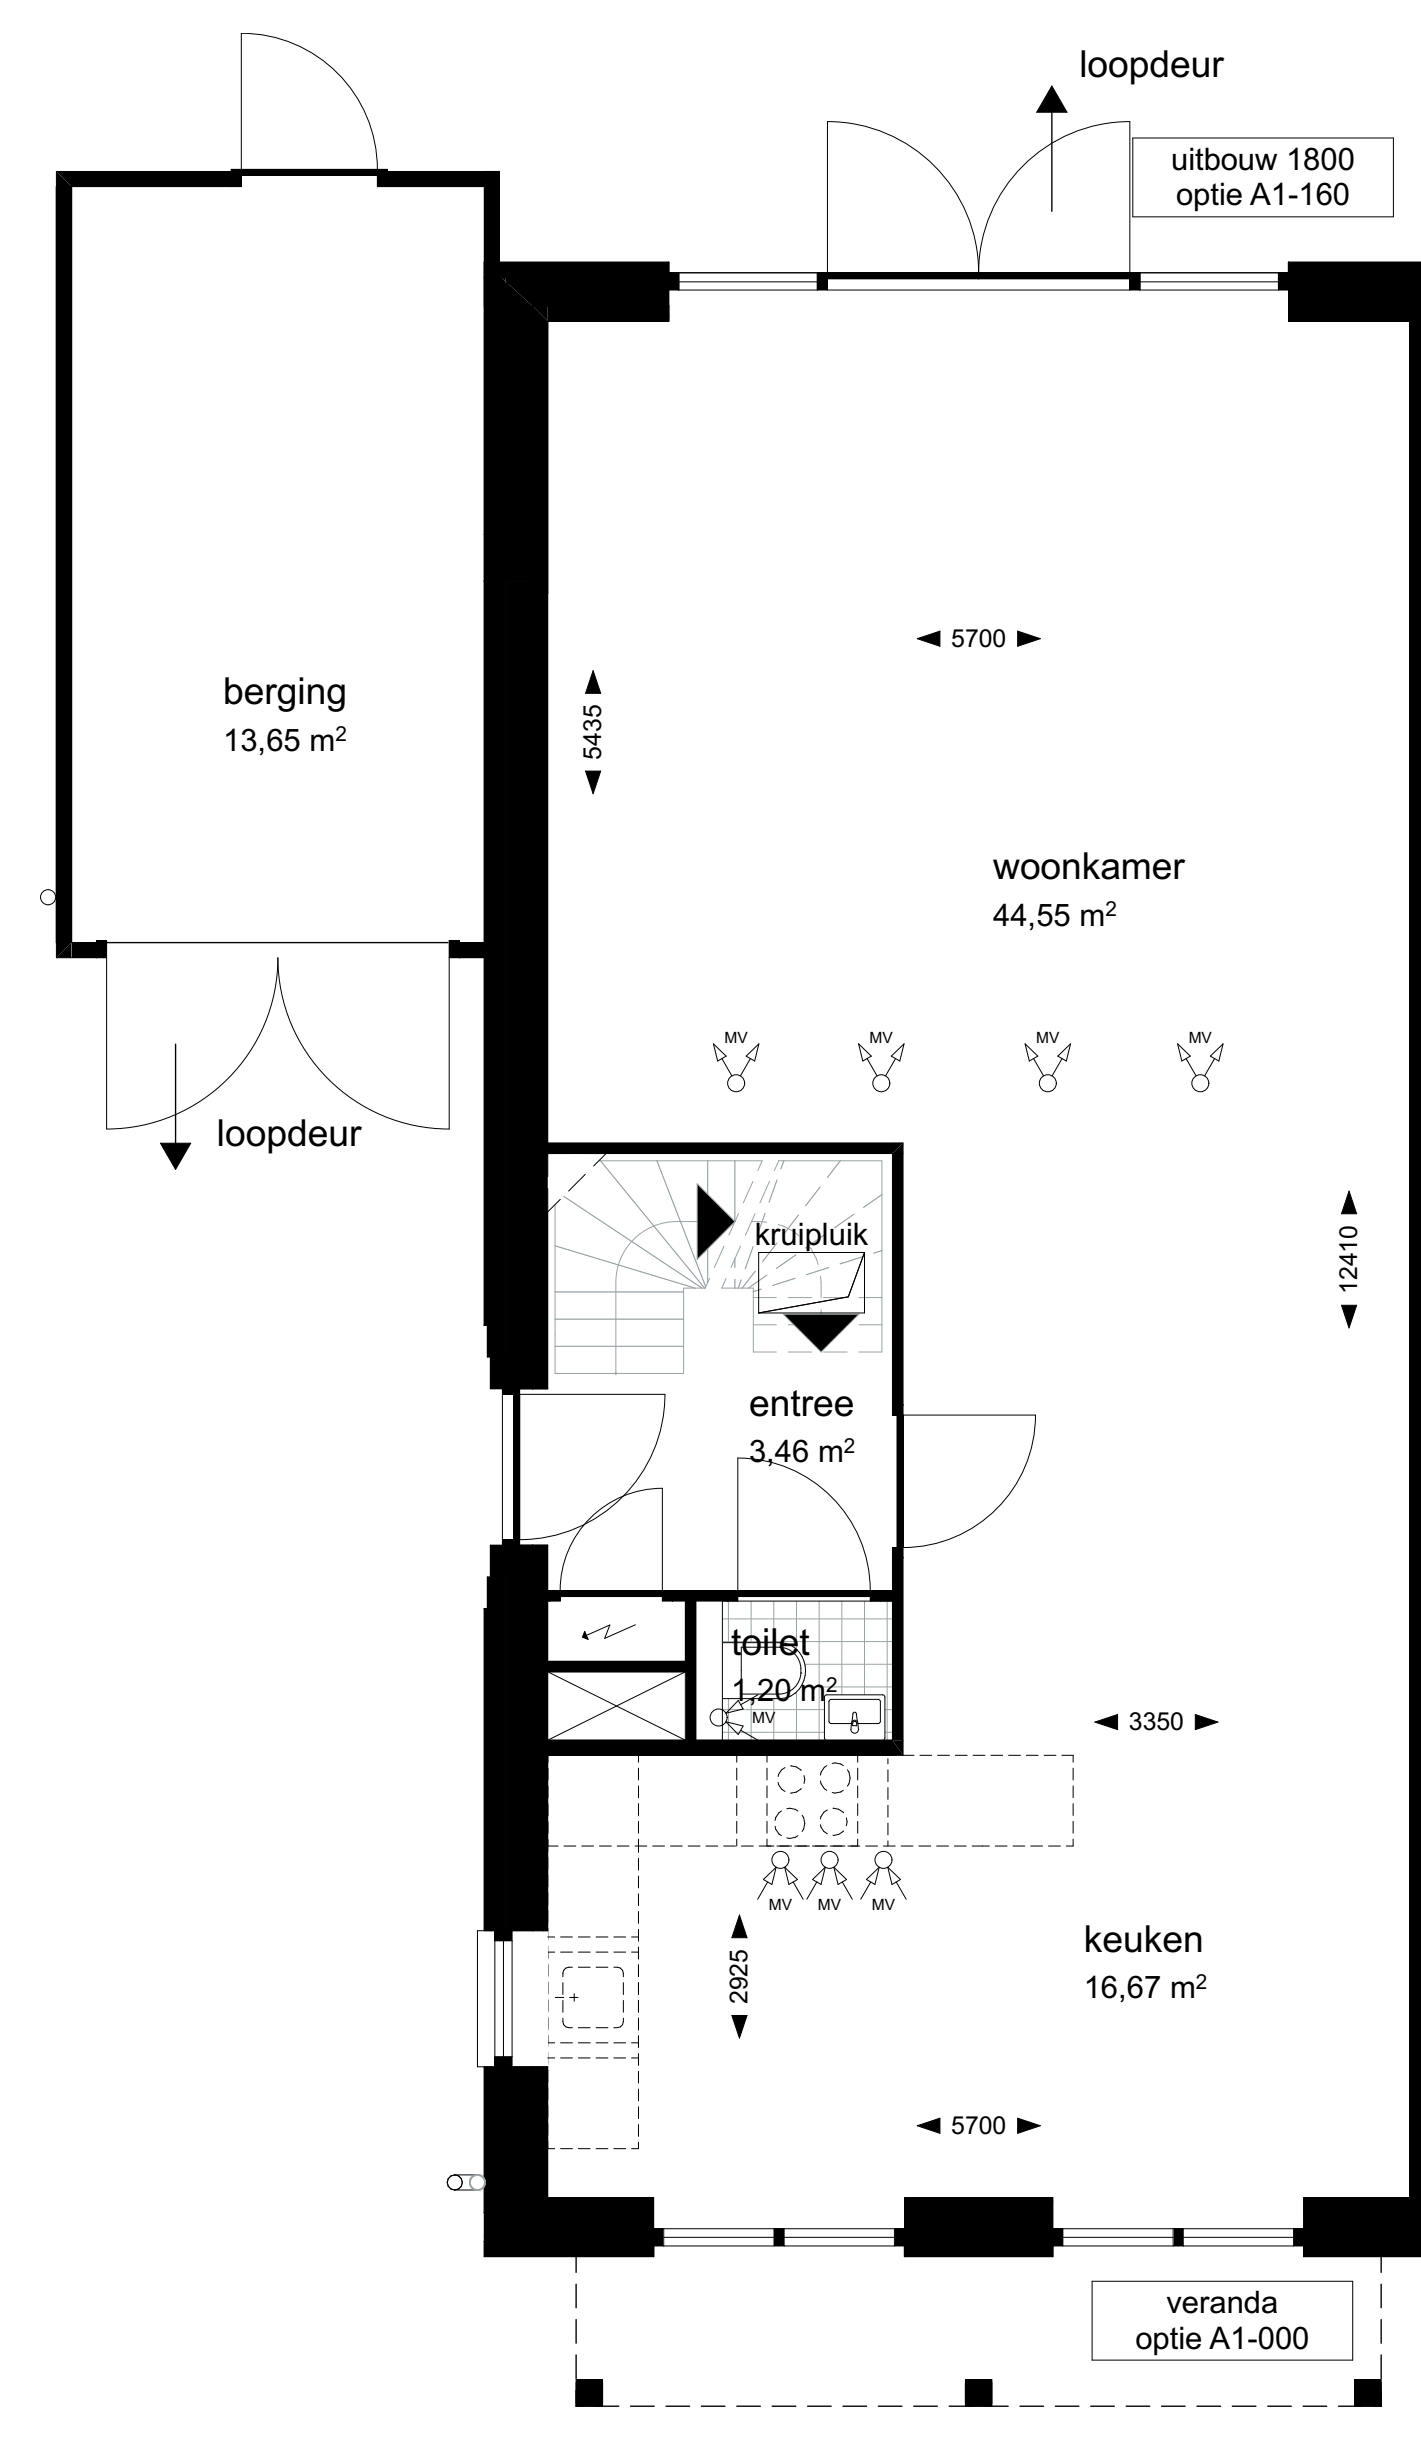 loopdeur
uitbouw 1800
optie A1-160
5700
berging
13,65 m²
5435
woonkamer
44,55 m²
MV
MV
MV
MV
loopdeur
kruipluik
12410
entree
3,46 m²
toilet
1,20 m²
MV
3350
MV
MV
MV
keuken
16,67 m²
2925
5700
veranda
optie A1-000